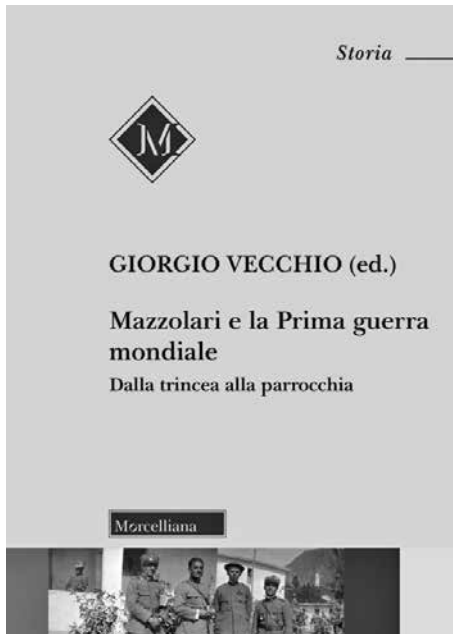 Storia
M
GIORGIO VECCHIO (ed.)
Mazzolari e la Prima guerra
mondiale
Dalla trincea alla parrocchia
Morcelliana